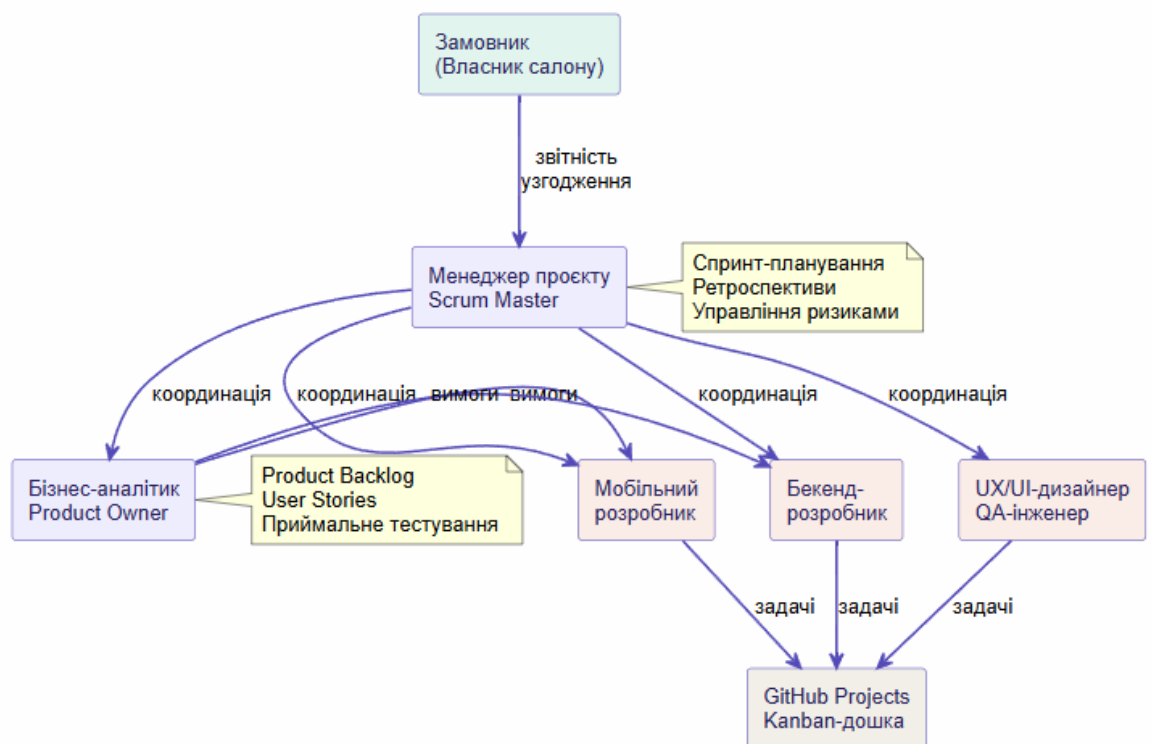 Замовник
(Власник салону)
звітність
узгодження
Менеджер проєкту
Scrum Master
Спринт-планування
Ретроспективи
Управління ризиками
координація
координація
вимоги
вимоги
координація
координація
Бізнес-аналітик
Product Owner
Product Backlog
User Stories
Приймальне тестування
Мобільний
розробник
Бекенд-
розробник
UX/UI-дизайнер
QA-інженер
задачі
задачі
задачі
GitHub Projects
Kanban-дошка